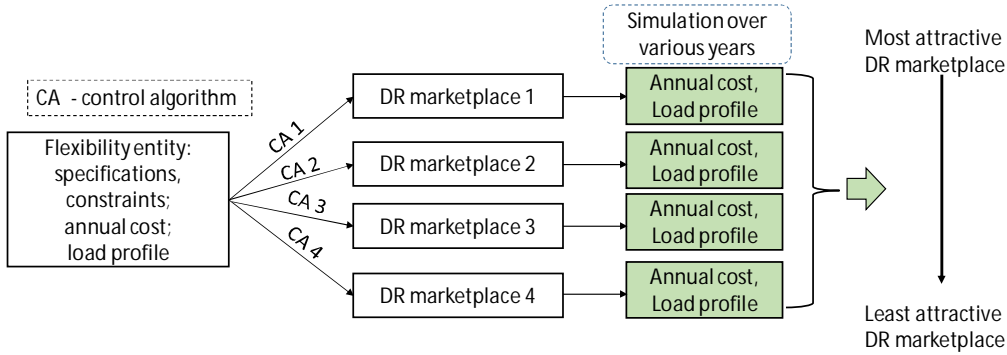 Simulation over
various years
Most attractive
DR marketplace
CA - control algorithm
Flexibility entity:
specifications,
constraints;
annual cost;
load profile
CA 1
CA 2
CA 3
CA 4
DR marketplace 1
DR marketplace 2
DR marketplace 3
DR marketplace 4
Annual cost,
Load profile
Annual cost,
Load profile
Annual cost,
Load profile
Annual cost,
Load profile
Least attractive
DR marketplace